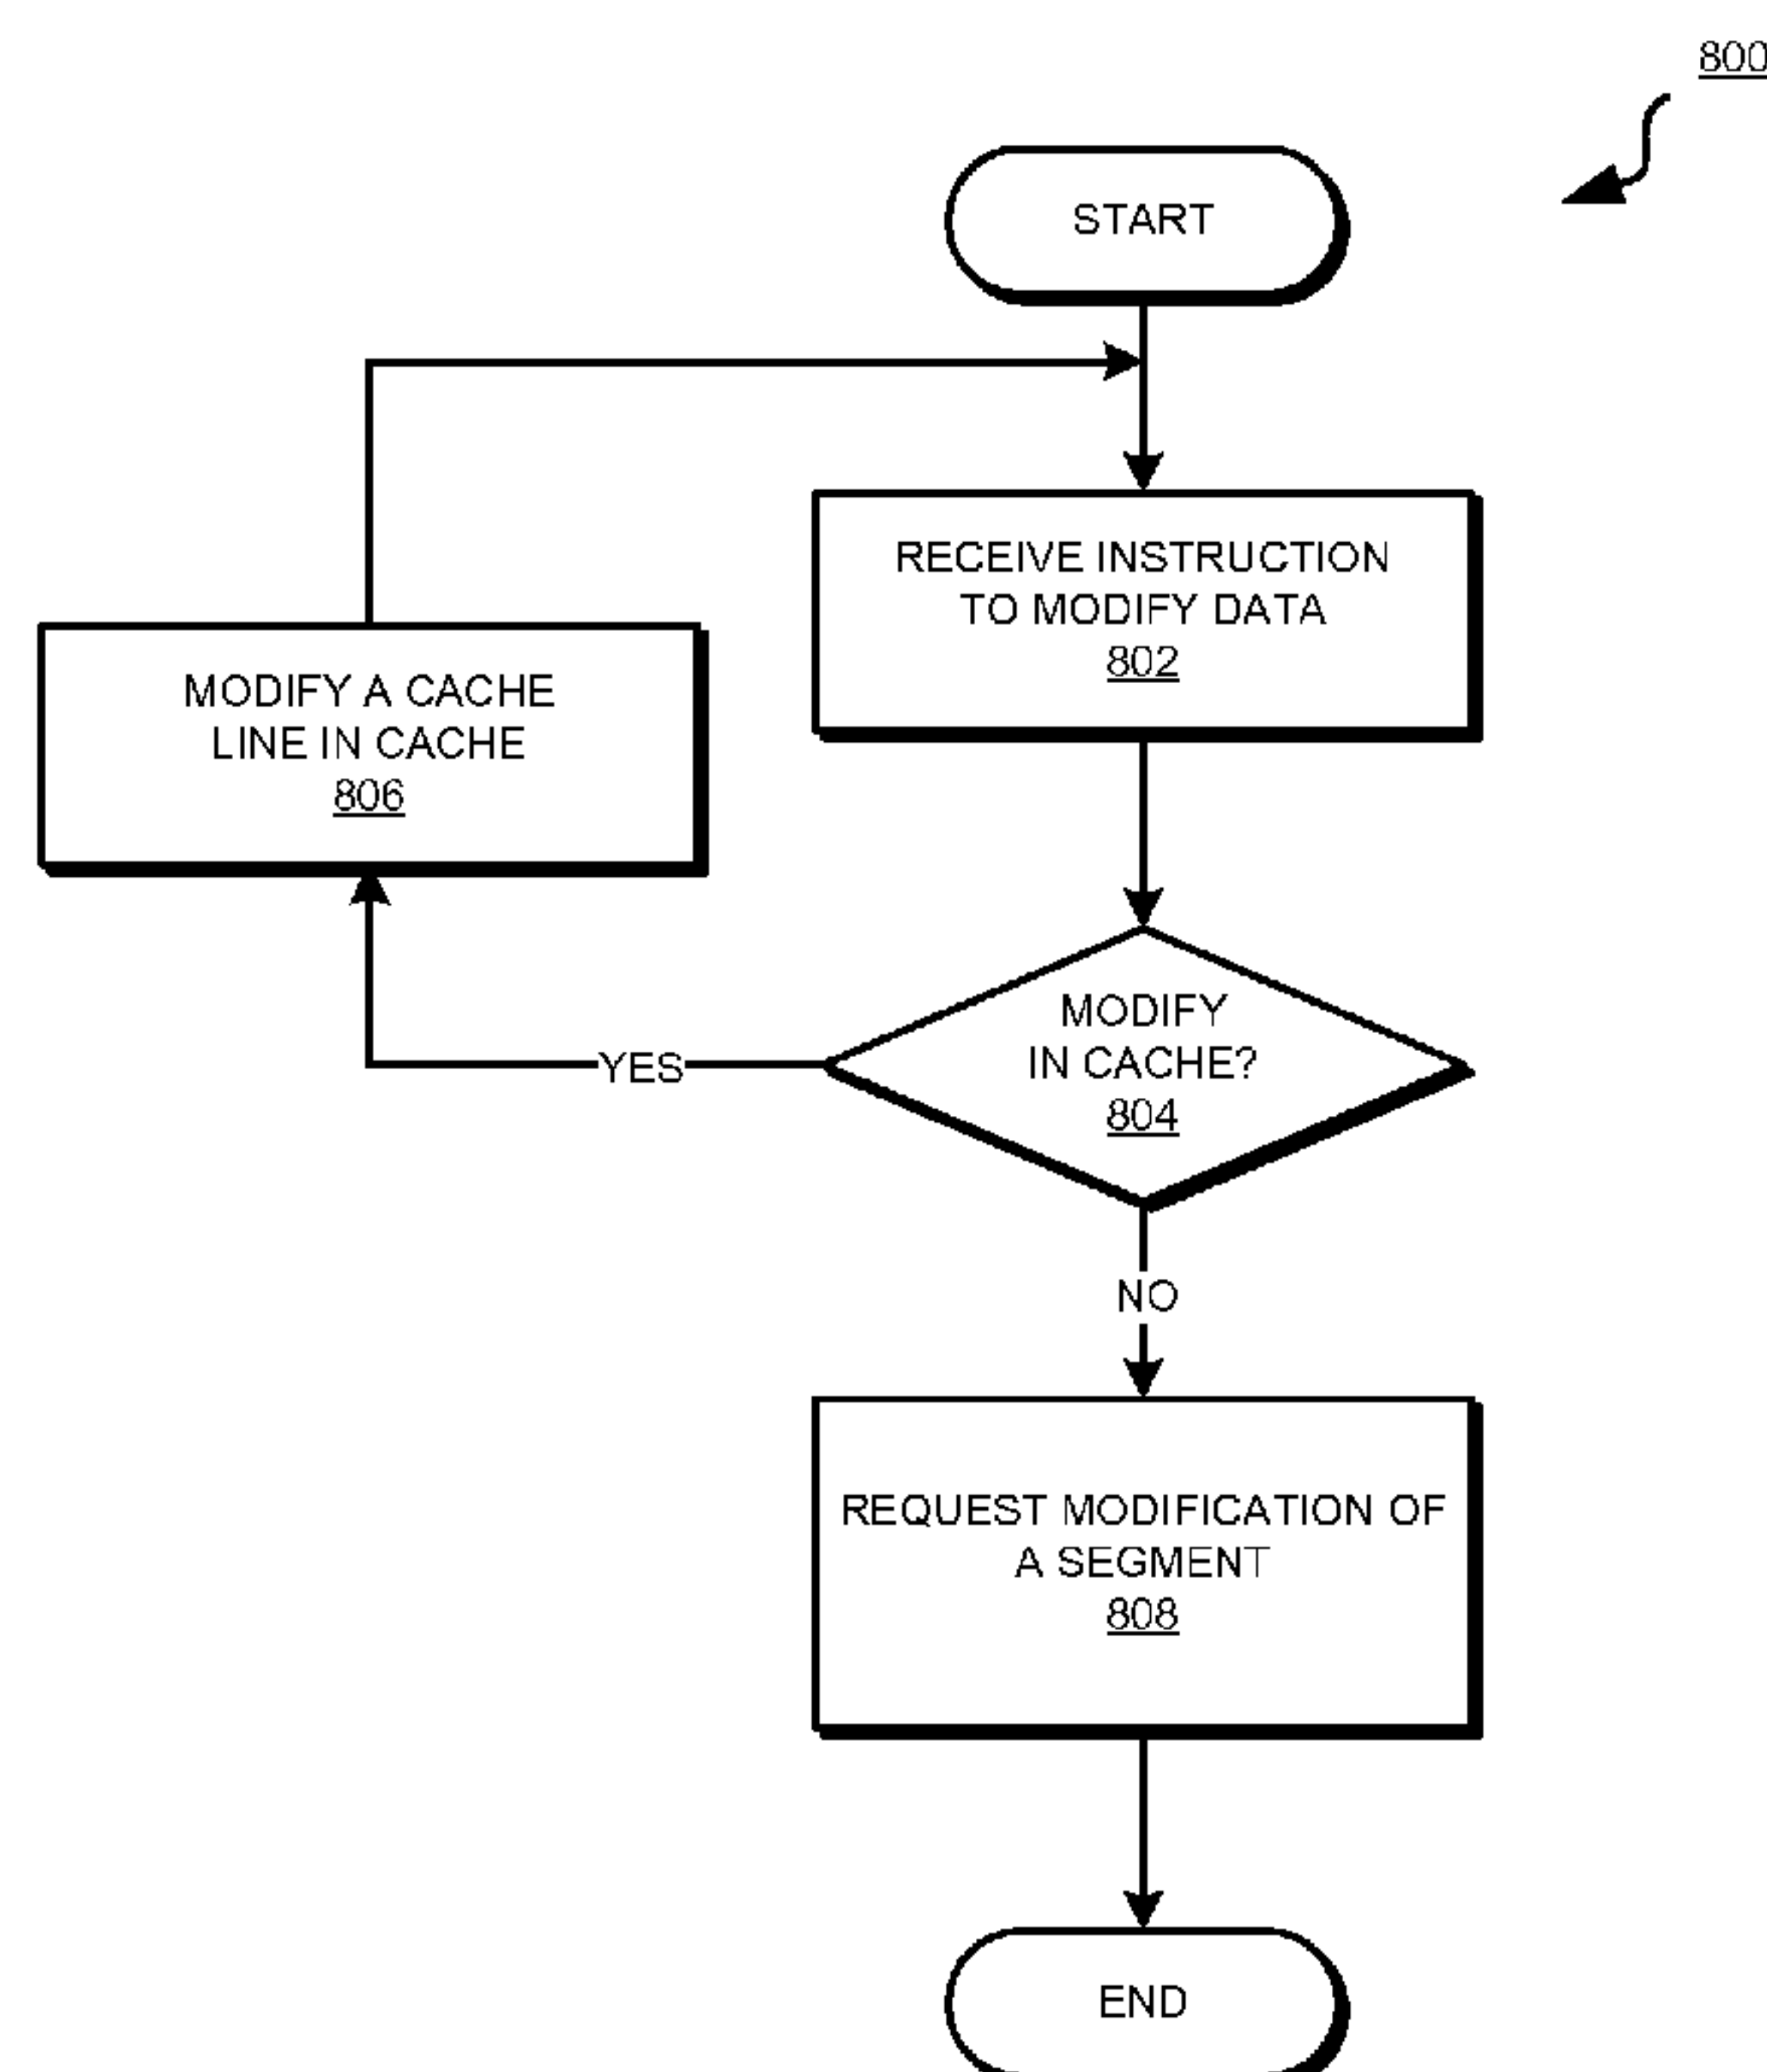 800
START
RECEIVE INSTRUCTION
TO MODIFY DATA
802
MODIFY A CACHE
LINE IN CACHE
806
MODIFY
IN CACHE?
804
YES
NO
REQUEST MODIFICATION OF
A SEGMENT
808
END